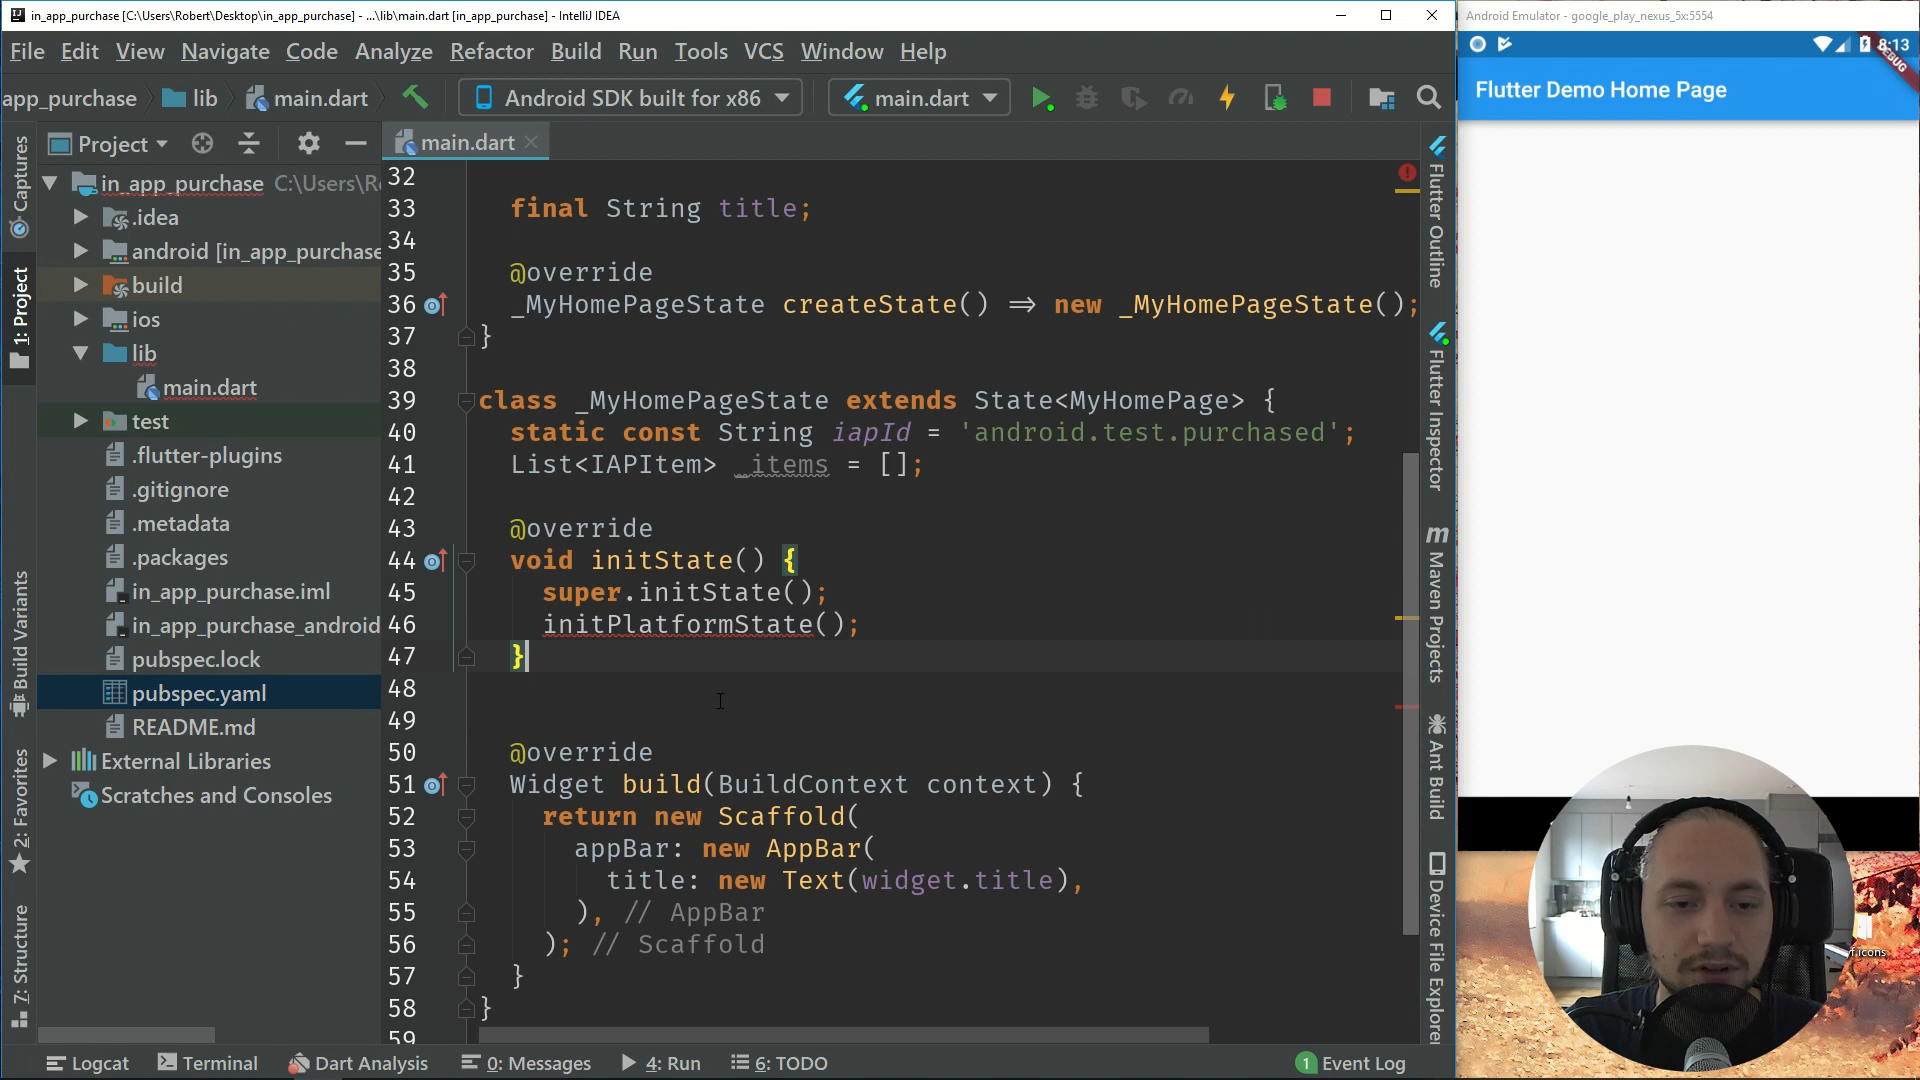 in_app_purchase [C:\Users\Robert\Desktop\in_app_purchase] - ...\lib\main.dart [in_app_purchase] - IntelliJ IDEA
File Edit View Navigate Code Analyze Refactor Build Run Tools VCS Window Help
app_purchase lib main.dart Android SDK built for x86 main.dart
Project main.dart
in_app_purchase C:\Users\R
.idea
android [in_app_purchase
build
ios
lib
main.dart
test
.flutter-plugins
.gitignore
.metadata
.packages
in_app_purchase.iml
in_app_purchase_android
pubspec.lock
pubspec.yaml
README.md
External Libraries
Scratches and Consoles
Captures
1: Project
Build Variants
2: Favorites
7: Structure
32
33 final String title;
34
35 @override
36 _MyHomePageState createState() => new _MyHomePageState();
37 }
38
39 class _MyHomePageState extends State<MyHomePage> {
40 static const String iapId = 'android.test.purchased';
41 List<IAPItem> _items = [];
42
43 @override
44 void initState() {
45 super.initState();
46 initPlatformState();
47 }
48
49
50 @override
51 Widget build(BuildContext context) {
52 return new Scaffold(
53 appBar: new AppBar(
54 title: new Text(widget.title),
55 ), // AppBar
56 ); // Scaffold
57 }
58 }
59
Flutter Outline
Flutter Inspector
Maven Projects
Ant Build
Device File Explorer
Logcat Terminal Dart Analysis 0: Messages 4: Run 6: TODO 1 Event Log
Android Emulator - google_play_nexus_5x:5554
8:13
DEBUG
Flutter Demo Home Page
f icons